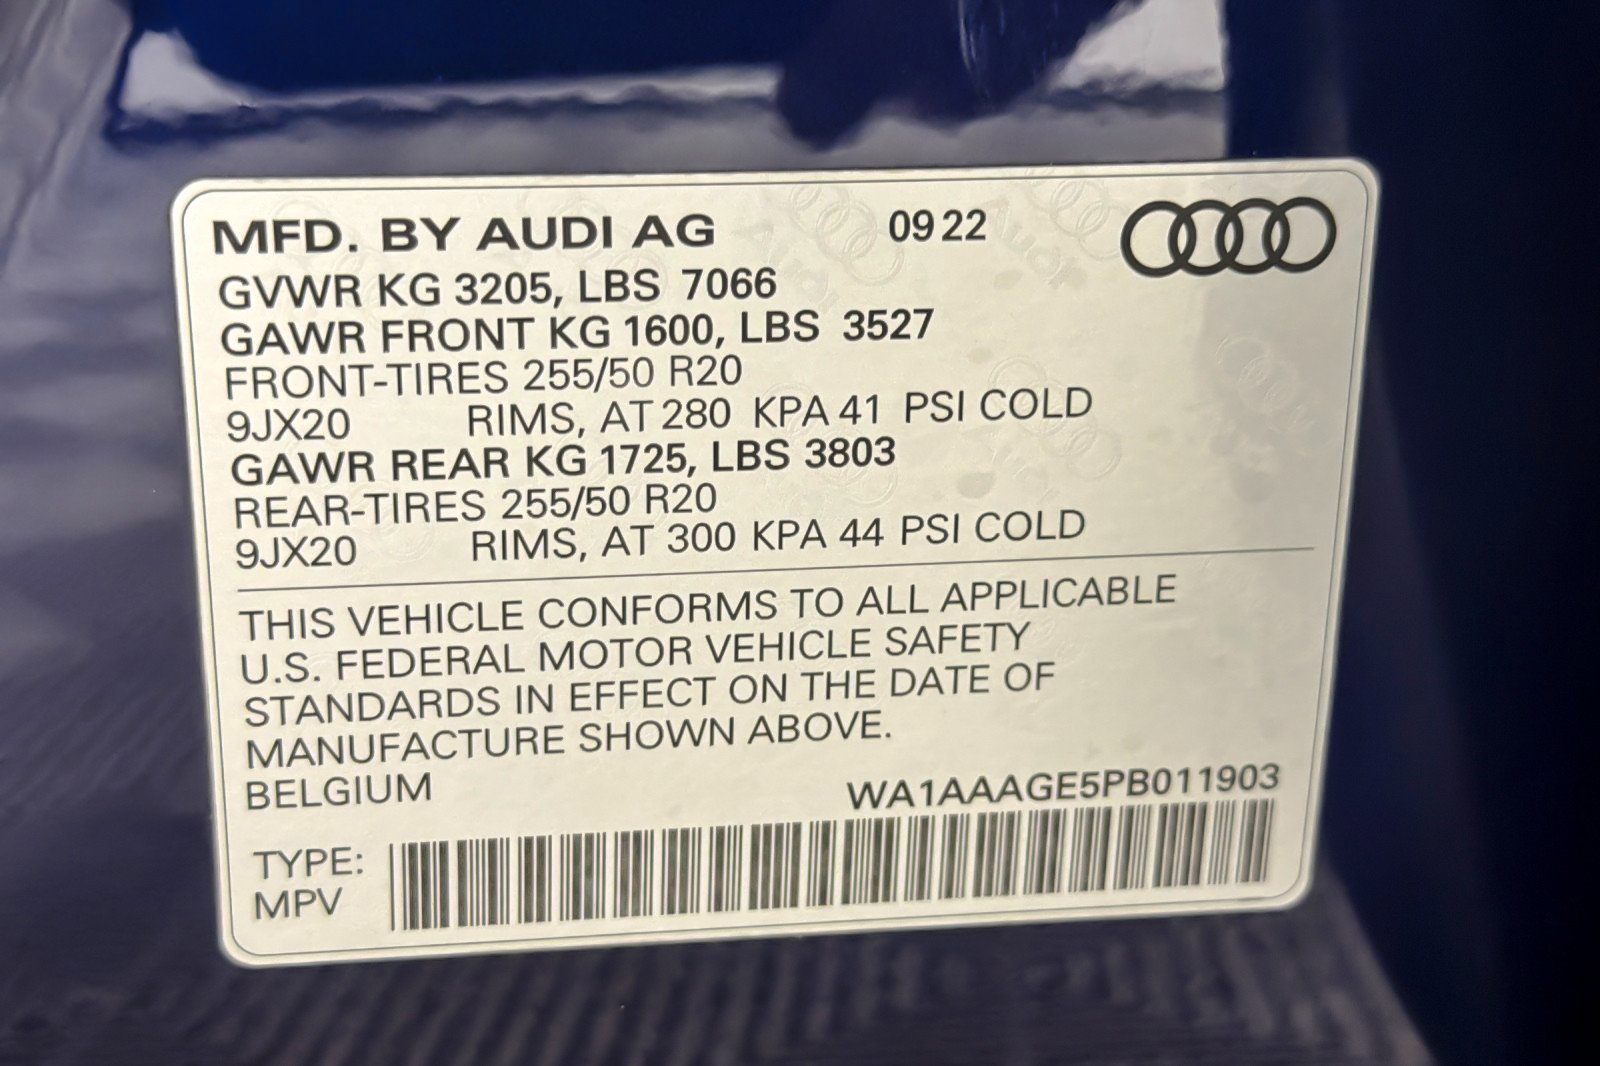 MFD. BY AUDI AG 09 22
GVWR KG 3205, LBS 7066
GAWR FRONT KG 1600, LBS 3527
FRONT-TIRES 255/50 R20
9JX20 RIMS, AT 280 KPA 41 PSI COLD
GAWR REAR KG 1725, LBS 3803
REAR-TIRES 255/50 R20
9JX20 RIMS, AT 300 KPA 44 PSI COLD
THIS VEHICLE CONFORMS TO ALL APPLICABLE
U.S. FEDERAL MOTOR VEHICLE SAFETY
STANDARDS IN EFFECT ON THE DATE OF
MANUFACTURE SHOWN ABOVE.
BELGIUM WA1AAAGE5PB011903
TYPE:
MPV